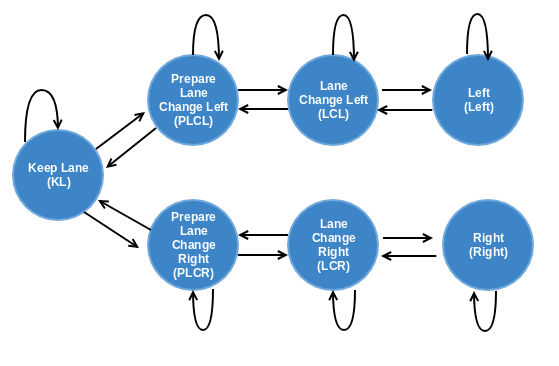 Prepare
Lane
Change Left
(PLCL)
Lane
Change Left
(LCL)
Left
(Left)
Keep Lane
(KL)
Prepare
Lane
Change
Right
(PLCR)
Lane
Change
Right
(LCR)
Right
(Right)